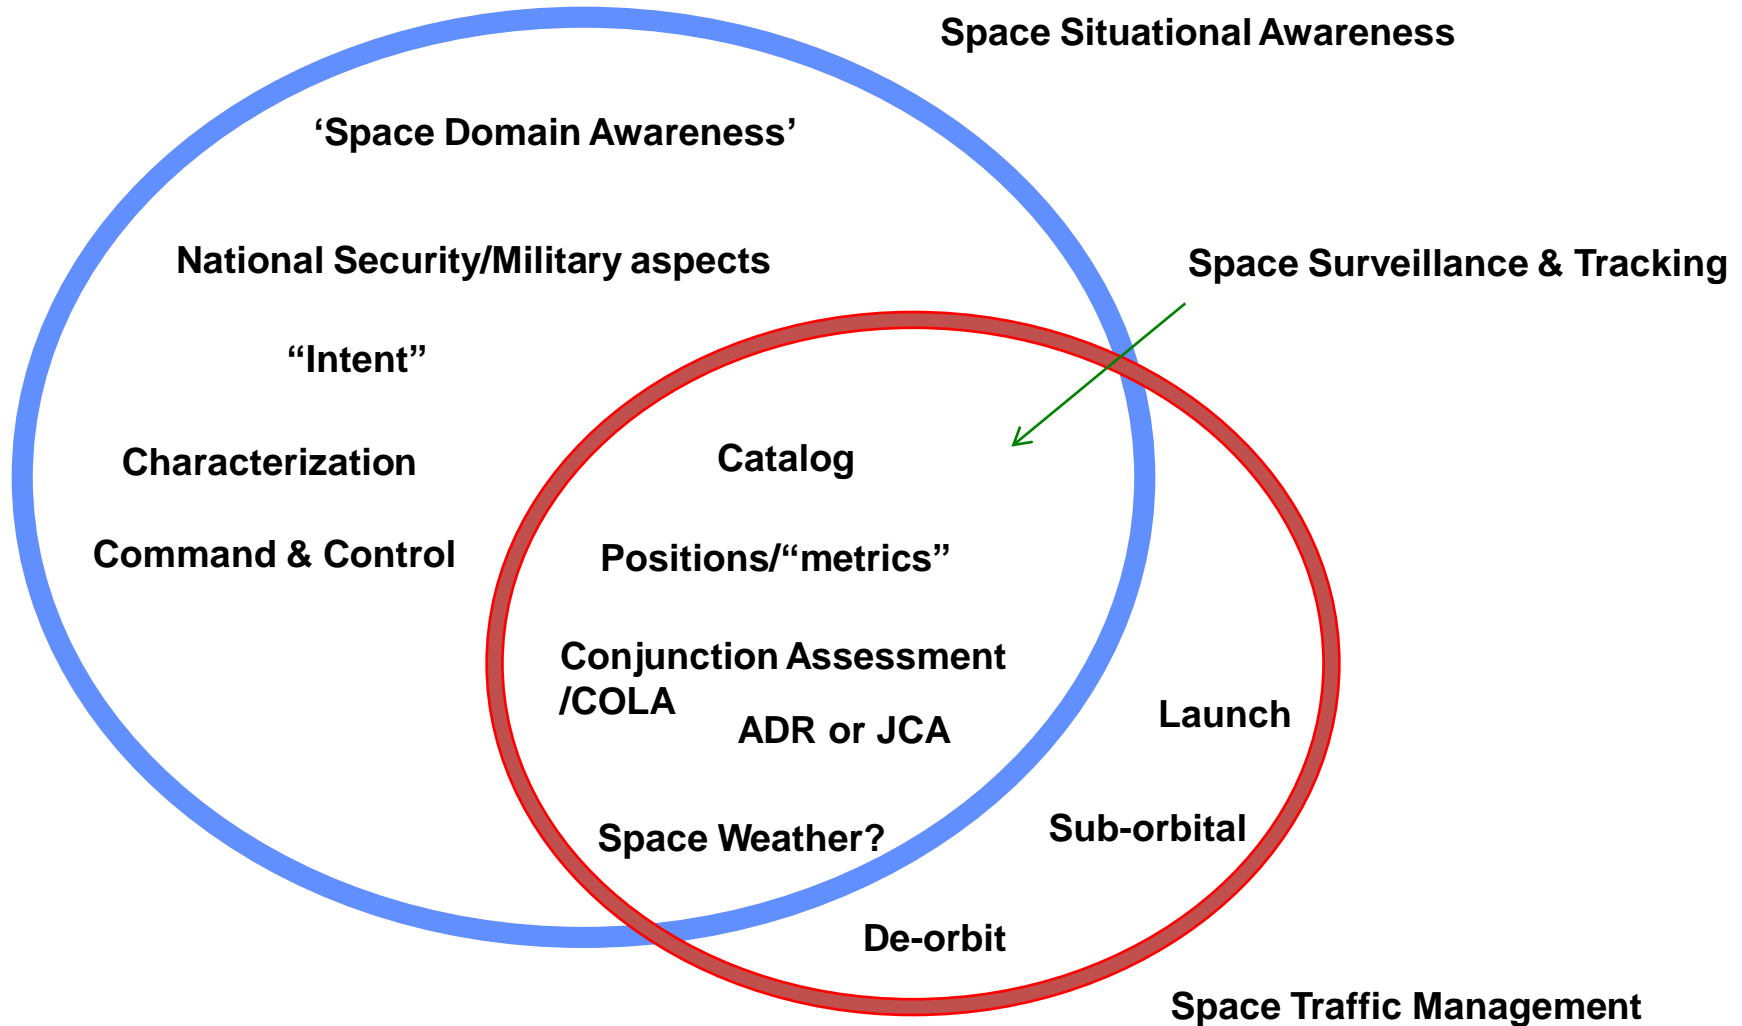 Space Situational Awareness
‘Space Domain Awareness’
National Security/Military aspects
Space Surveillance & Tracking
“Intent”
Characterization
Catalog
Command & Control
Positions/“metrics”
Conjunction Assessment
/COLA
ADR or JCA
Launch
Space Weather?
Sub-orbital
De-orbit
Space Traffic Management